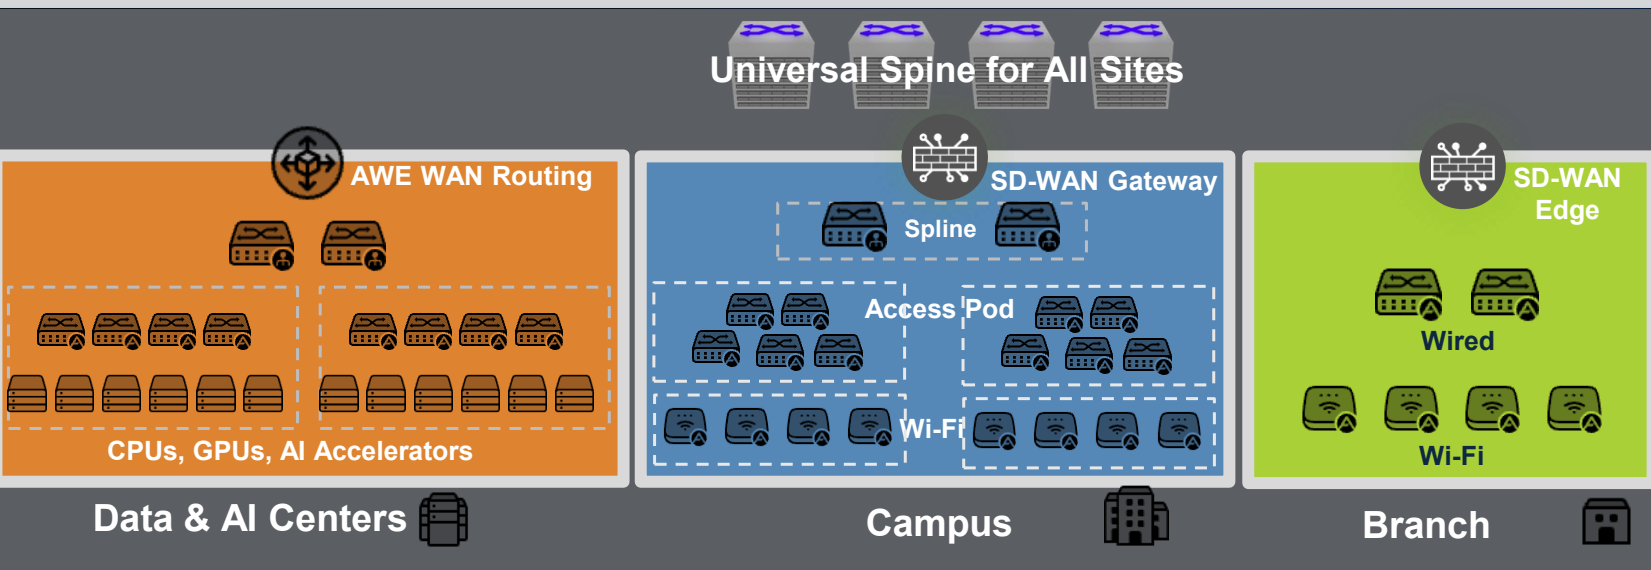 Universal Spine for All Sites
AWE WAN Routing
CPUs, GPUs, AI Accelerators
Data & AI Centers
SD-WAN Gateway
Spline
Access Pod
Wi-Fi
Campus
SD-WAN
Edge
Wired
Wi-Fi
Branch